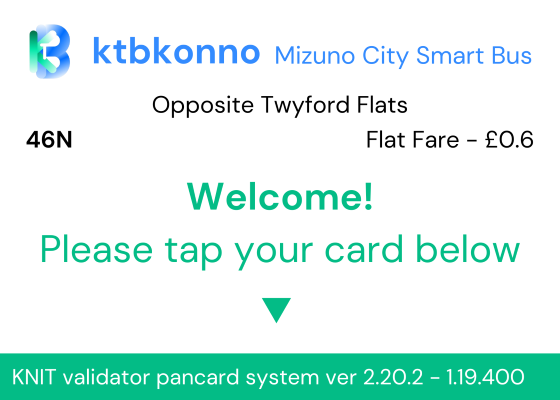 ktbkonno Mizuno City Smart Bus
Opposite Twyford Flats
46N Flat Fare - £0.6
Welcome!
Please tap your card below
KNIT validator pancard system ver 2.20.2 - 1.19.400